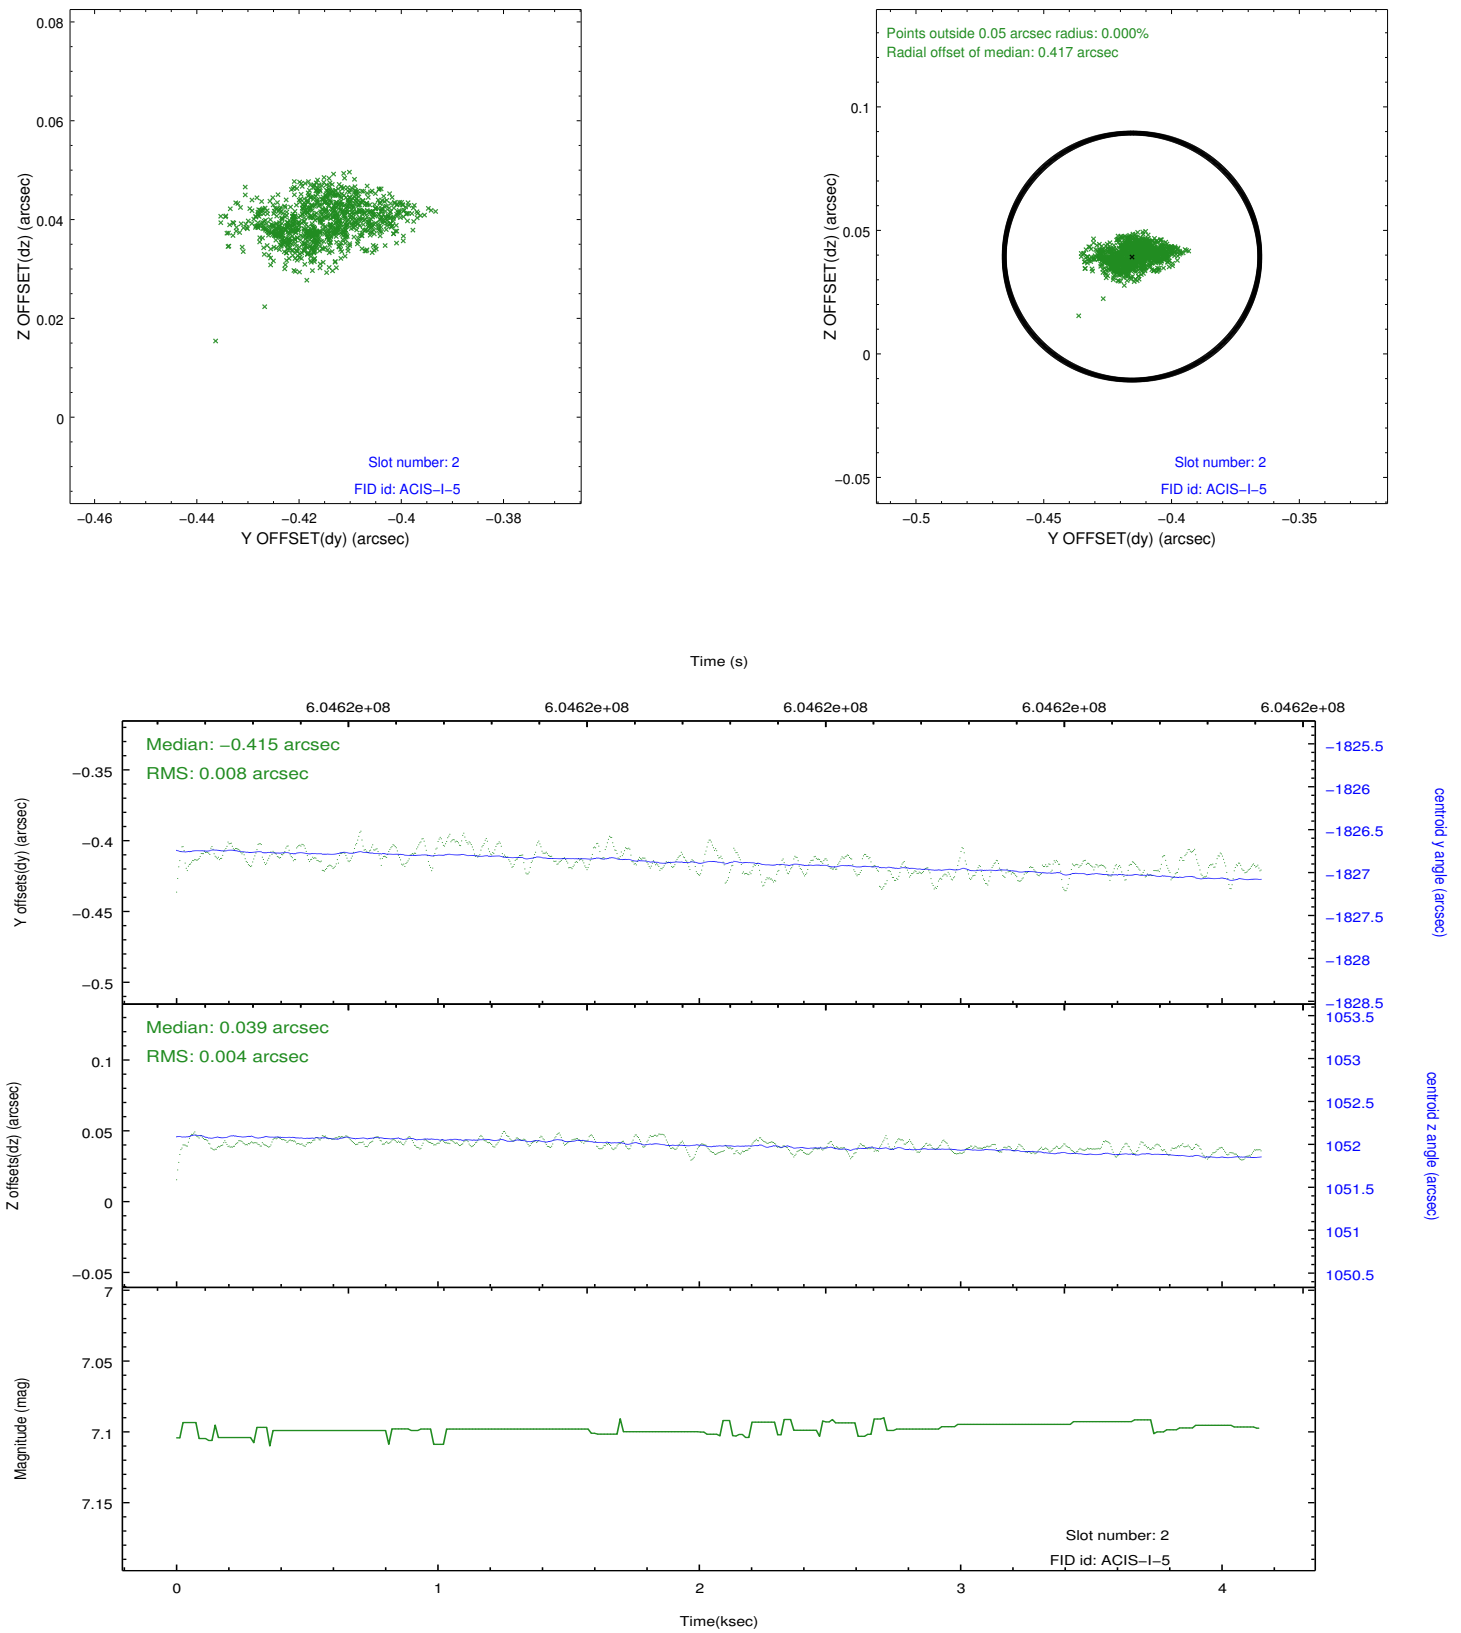 0.08
0.06
0.04
0.02
0
Z OFFSET(dz) (arcsec)
Slot number: 2
FID id: ACIS−I−5
−0.46 −0.44 −0.42 −0.4 −0.38
Y OFFSET(dy) (arcsec)
Points outside 0.05 arcsec radius: 0.000%
Radial offset of median: 0.417 arcsec
0.1
0.05
0
−0.05
Z OFFSET(dz) (arcsec)
Slot number: 2
FID id: ACIS−I−5
−0.5 −0.45 −0.4 −0.35
Y OFFSET(dy) (arcsec)
Time (s)
6.0462e+08 6.0462e+08 6.0462e+08 6.0462e+08 6.0462e+08
Median: −0.415 arcsec
RMS: 0.008 arcsec
−0.35
−0.4
−0.45
−0.5
Y offsets(dy) (arcsec)
−1825.5
−1826
−1826.5
−1827
−1827.5
−1828
−1828.5
centroid y angle (arcsec)
Median: 0.039 arcsec
RMS: 0.004 arcsec
0.1
0.05
0
−0.05
Z offsets(dz) (arcsec)
1053.5
1053
1052.5
1052
1051.5
1051
1050.5
centroid z angle (arcsec)
7
7.05
7.1
7.15
Magnitude (mag)
Slot number: 2
FID id: ACIS−I−5
0 1 2 3 4
Time(ksec)